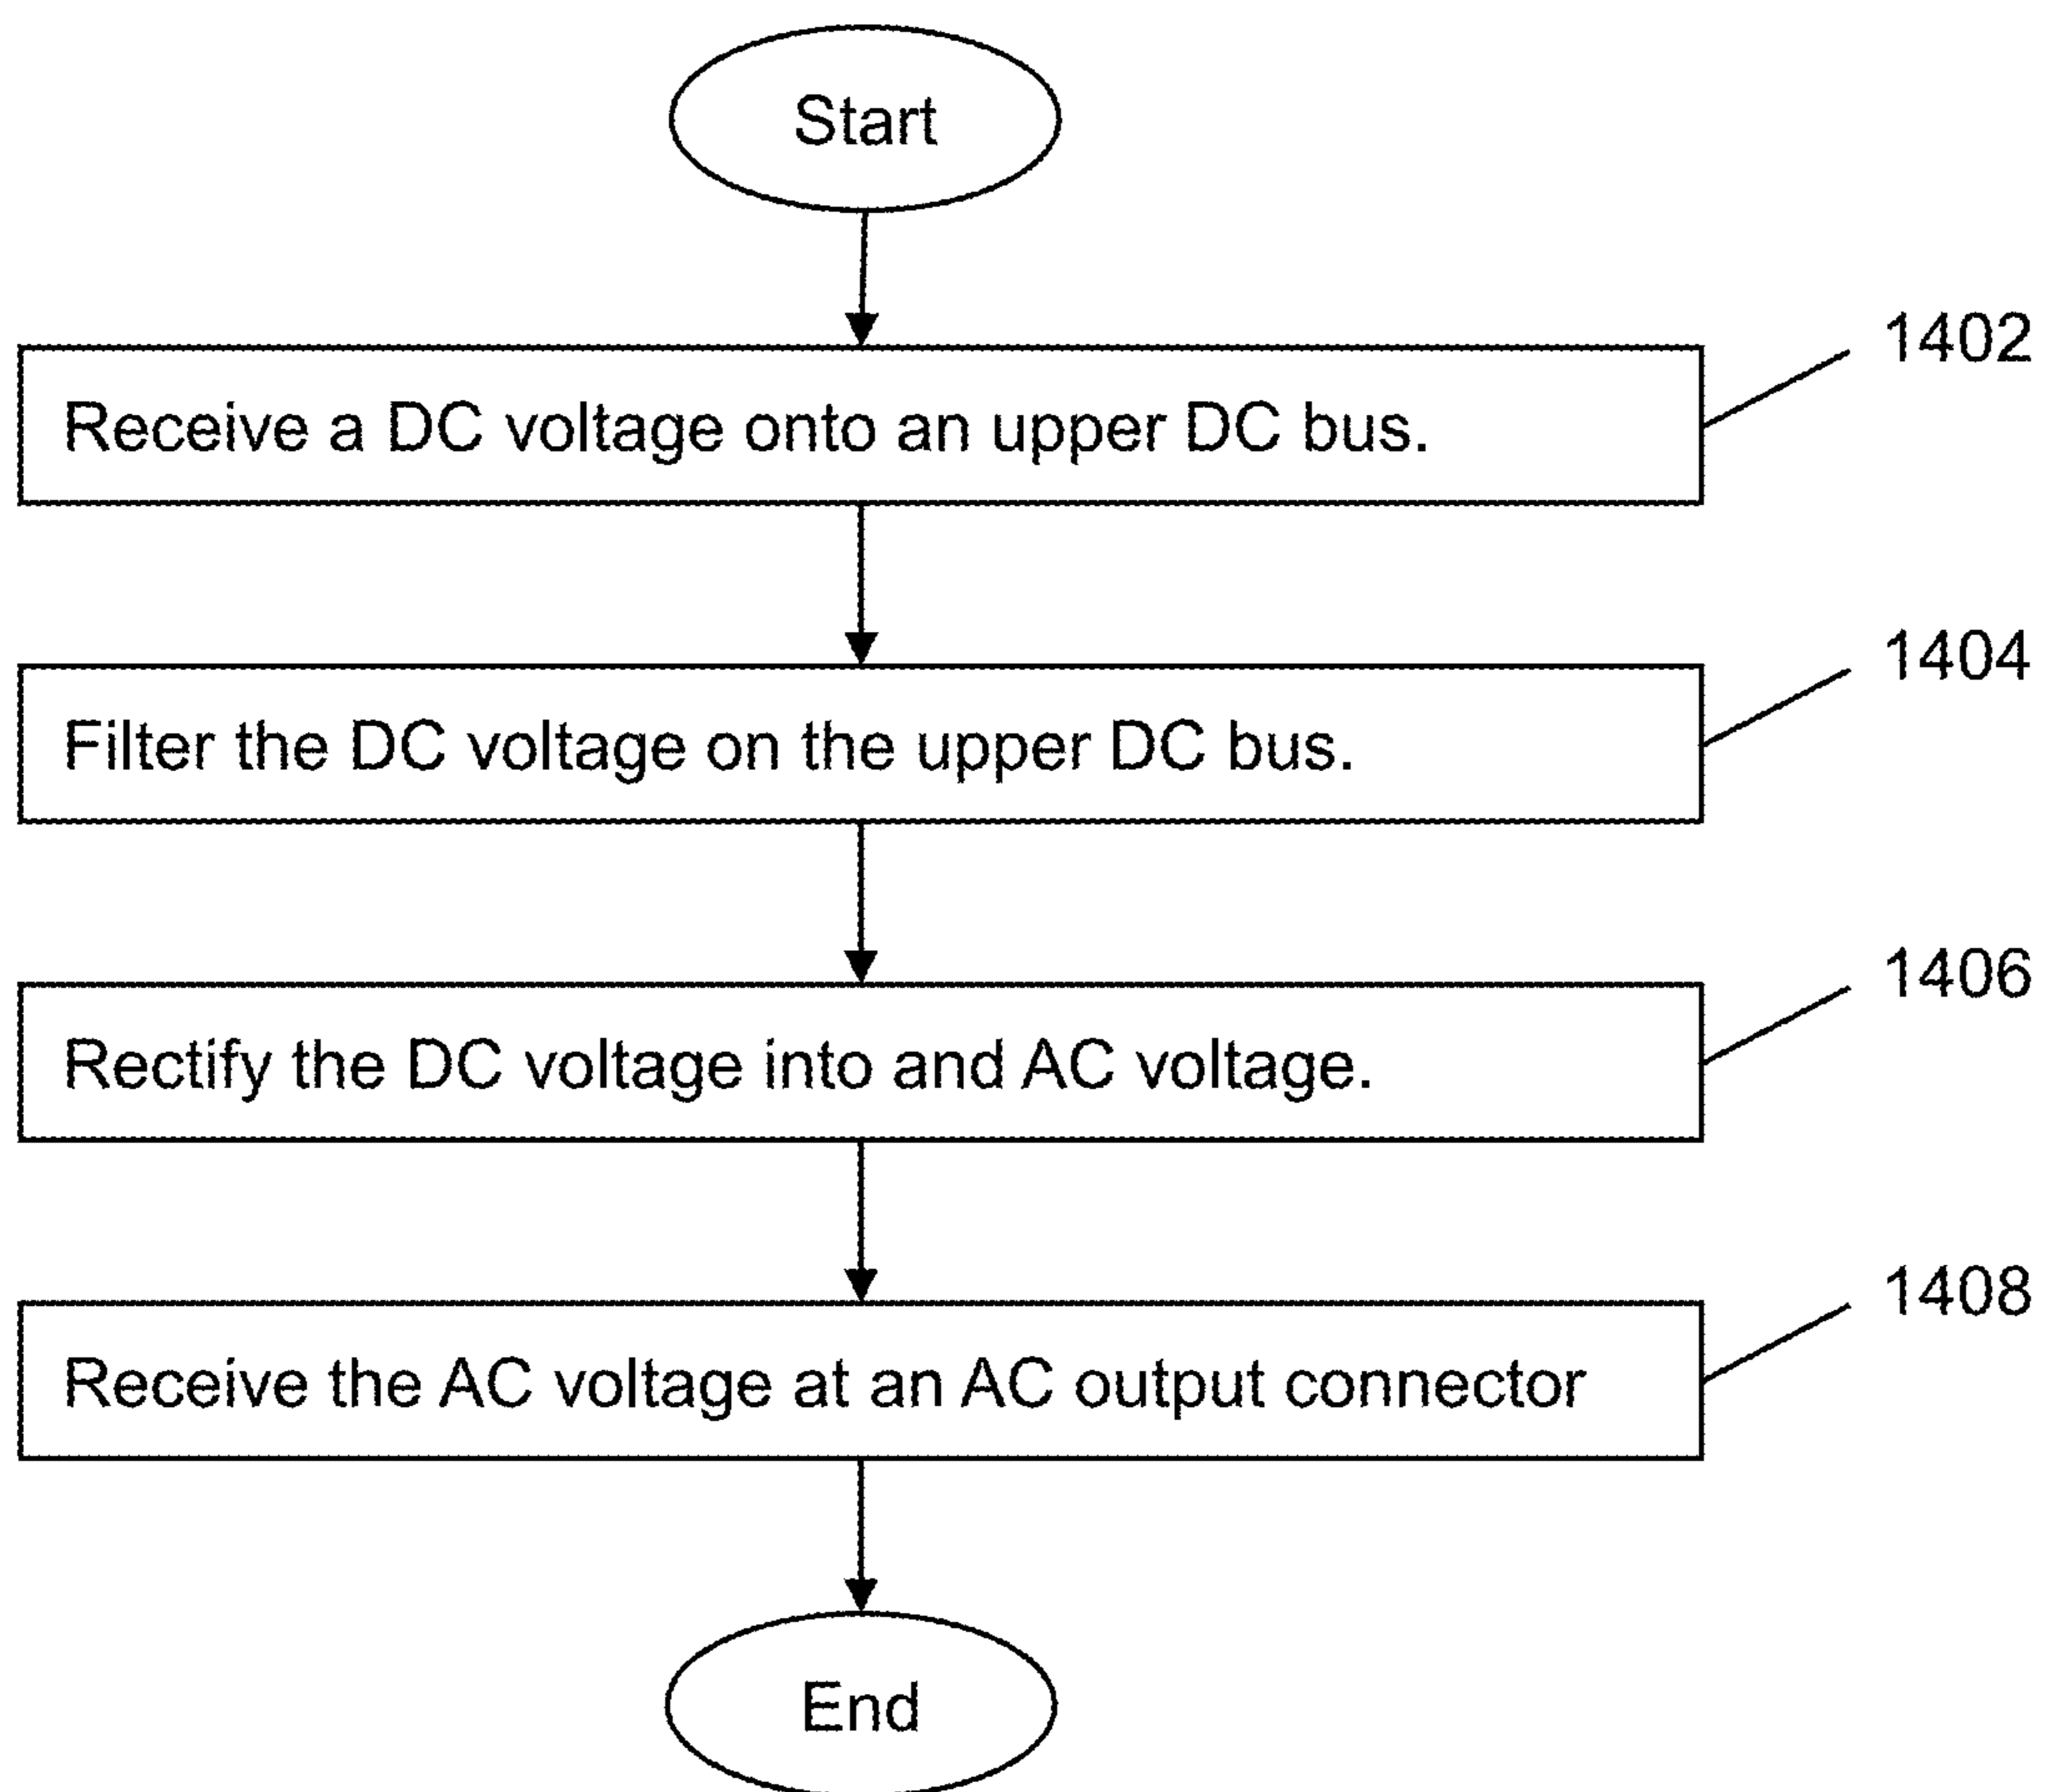 Start
1402
Receive a DC voltage onto an upper DC bus.
1404
Filter the DC voltage on the upper DC bus.
1406
Rectify the DC voltage into and AC voltage.
1408
Receive the AC voltage at an AC output connector
End